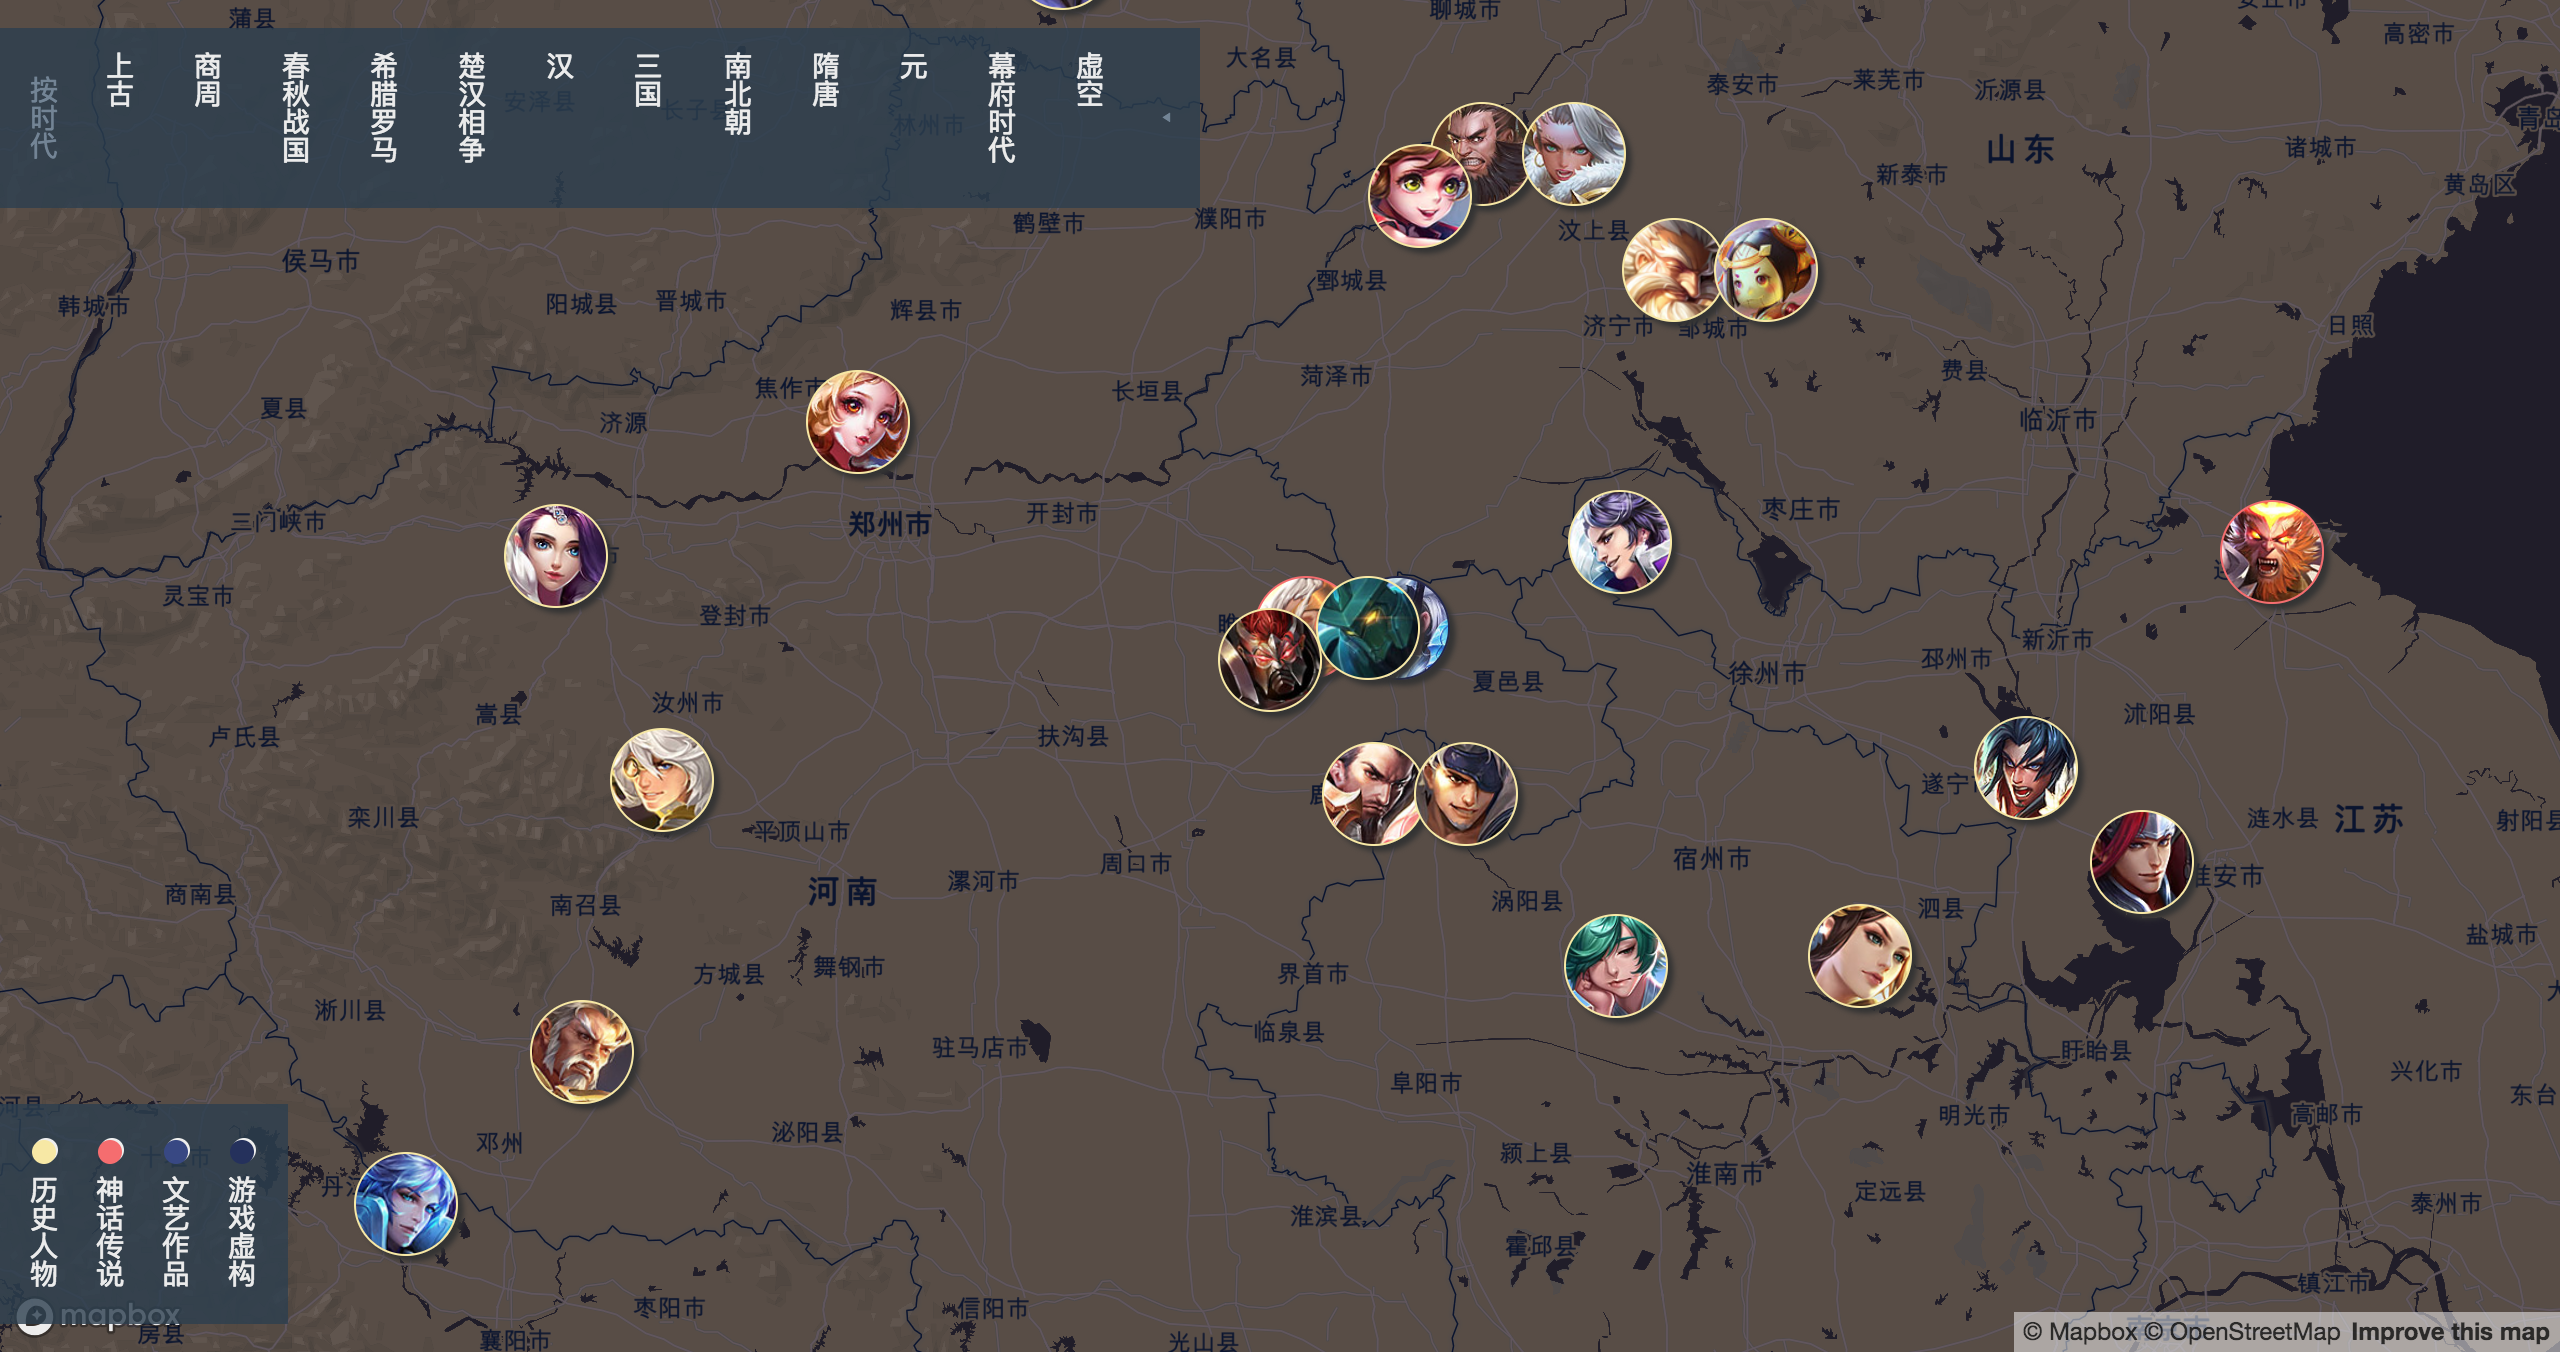 按时代
上古
商周
春秋战国
希腊罗马
楚汉相争
汉
三国
南北朝
隋唐
元
幕府时代
虚空
蒲县
聊城市
高密市
大名县
泰安市
莱芜市
沂源县
安泽县
林州市
山东
诸城市
新泰市
黄岛区
鹤壁市
濮阳市
汶上县
侯马市
鄄城县
韩城市
阳城县
晋城市
辉县市
济宁市
邹城市
日照
菏泽市
费县
焦作市
长垣县
夏县
济源
临沂市
三门峡市
郑州市
开封市
枣庄市
灵宝市
登封市
新沂市
邳州市
徐州市
夏邑县
汝州市
嵩县
沭阳县
卢氏县
扶沟县
遂宁
栾川县
平顶山市
涟水县
江苏
射阳县
周口市
宿州市
淮安市
商南县
河南
漯河市
南召县
涡阳县
泗县
盐城市
方城县
舞钢市
界首市
淅川县
临泉县
驻马店市
盱眙县
兴化市
阜阳市
东台
明光市
高邮市
邓州
泌阳县
颍上县
淮南市
定远县
泰州市
淮滨县
霍邱县
镇江市
枣阳市
信阳市
房县
襄阳市
光山县
历史人物
神话传说
文艺作品
游戏虚构
mapbox
© Mapbox © OpenStreetMap Improve this map